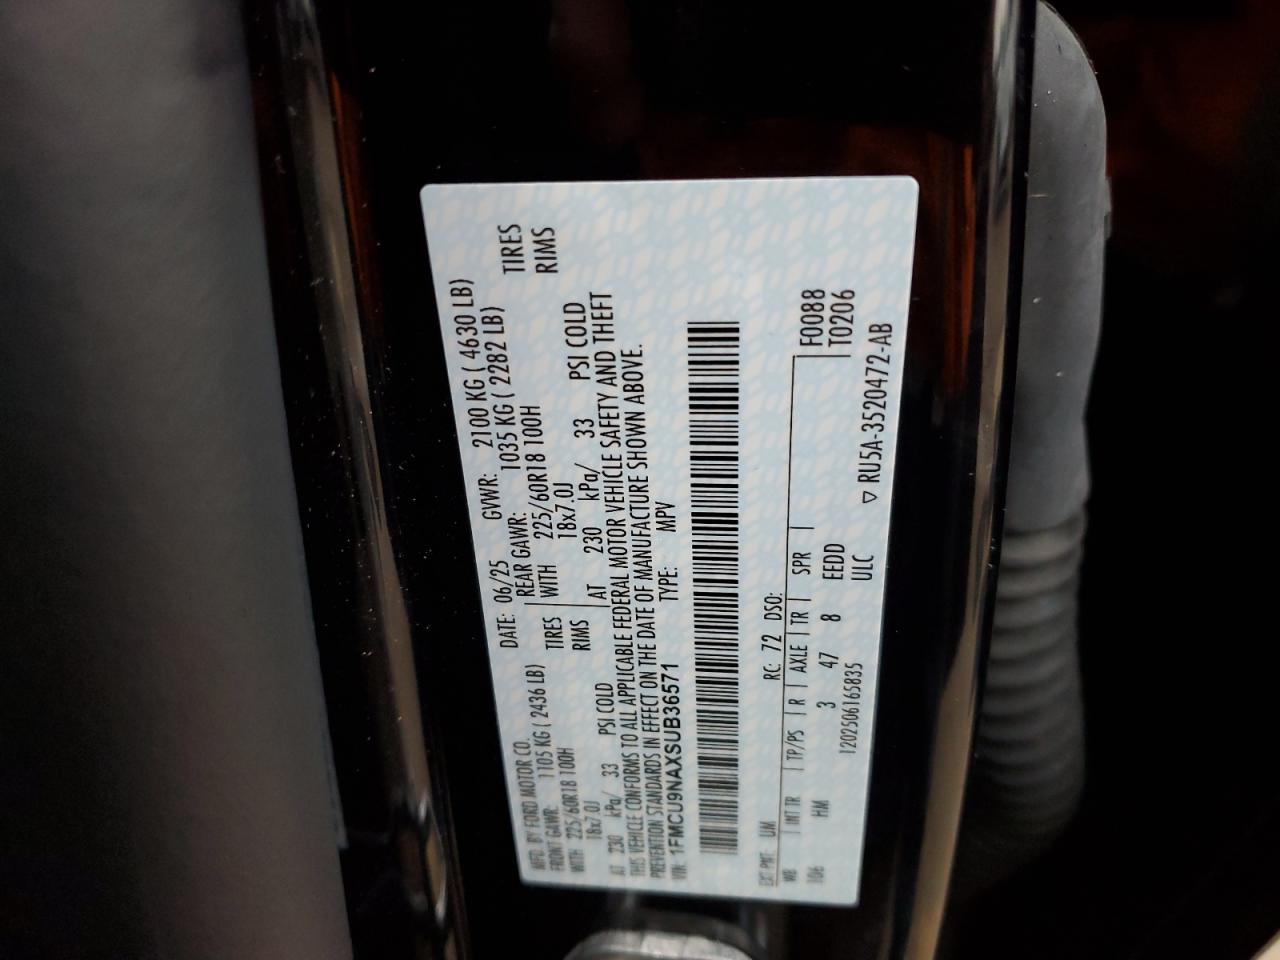 MFD. BY FORD MOTOR CO.
DATE: 06/25 GVWR: 2100 KG ( 4630 LB)
FRONT GAWR: 1105 KG ( 2436 LB) REAR GAWR: 1035 KG ( 2282 LB)
WITH 225/60R18 100H TIRES WITH 225/60R18 100H TIRES
18x7.0J RIMS 18x7.0J RIMS
AT 230 kPa/ 33 PSI COLD AT 230 kPa/ 33 PSI COLD
THIS VEHICLE CONFORMS TO ALL APPLICABLE FEDERAL MOTOR VEHICLE SAFETY AND THEFT
PREVENTION STANDARDS IN EFFECT ON THE DATE OF MANUFACTURE SHOWN ABOVE.
VIN: 1FMCU9NAXSUB36571 TYPE: MPV
EXT PNT: UM RC: 72 DSO:
WB INT TR TP/PS R AXLE TR SPR F0088
106 HM 3 47 8 EEDD T0206
12025061 65835 ULC ▽ RU5A-3520472-AB